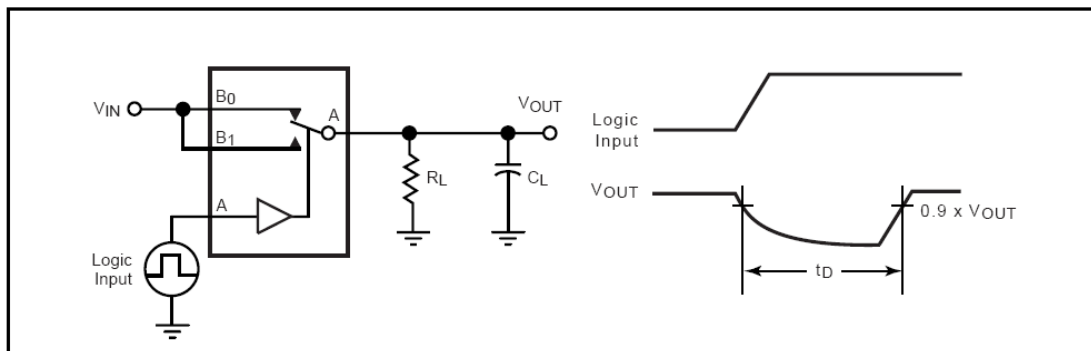 VIN
B0
B1
A
A
Logic
Input
RL
CL
VOUT
Logic
Input
VOUT
0.9 x VOUT
tD